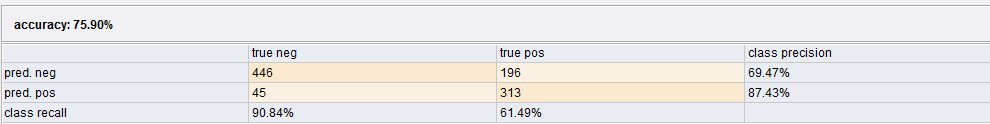 accuracy: 75.90%
true neg true pos class precision
pred. neg 446 196 69.47%
pred. pos 45 313 87.43%
class recall 90.84% 61.49%